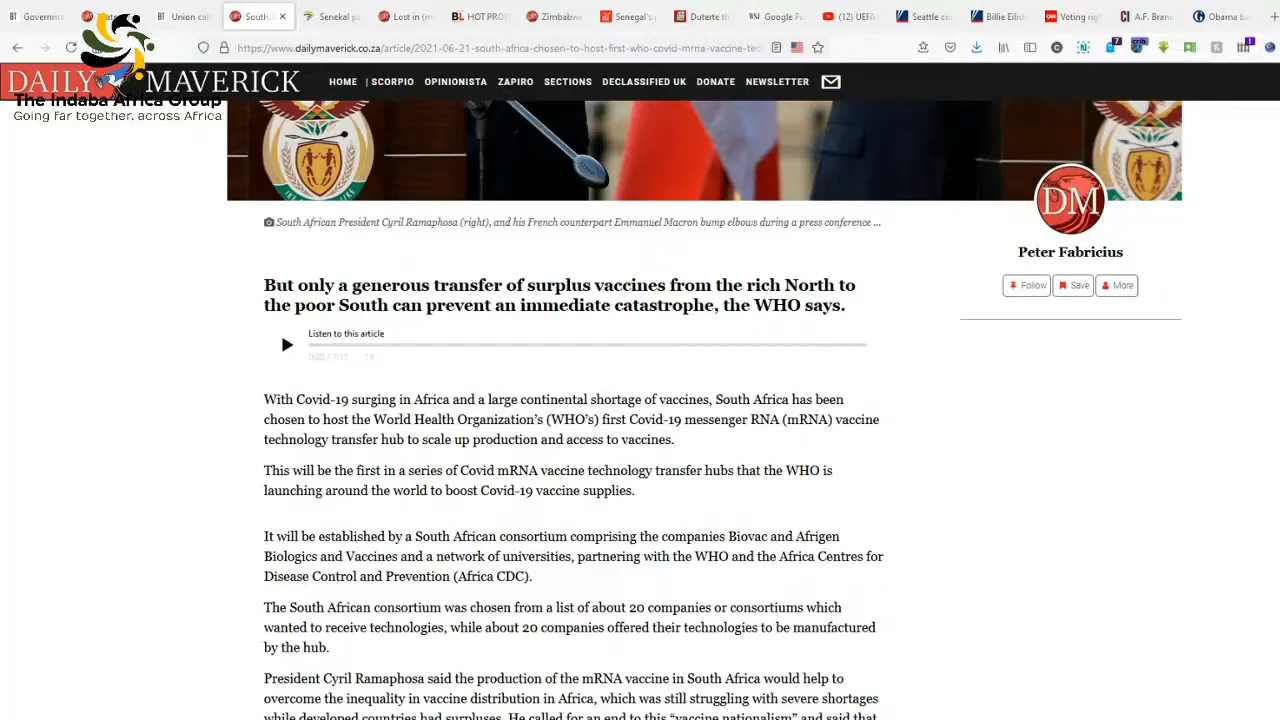 Governm
Union cal
South A
Senekal pe
Lost in (m
HOT PROP
Zimbabw
Senegal's
Duterte th
Google Fo
(12) UEFA
Seattle co
Billie Eilish
Voting righ
A.F. Bran
Obama ba
https://www.dailymaverick.co.za/article/2021-06-21-south-africa-chosen-to-host-first-who-covid-mrna-vaccine-tec
DAILY MAVERICK
HOME | SCORPIO OPINIONISTA ZAPIRO SECTIONS DECLASSIFIED UK DONATE NEWSLETTER
The Indaba Africa Group
Going far together. across Africa
South African President Cyril Ramaphosa (right), and his French counterpart Emmanuel Macron bump elbows during a press conference ...
DM
Peter Fabricius
Follow Save More
But only a generous transfer of surplus vaccines from the rich North to
the poor South can prevent an immediate catastrophe, the WHO says.
Listen to this article
0:00 / 7:11 1X
With Covid-19 surging in Africa and a large continental shortage of vaccines, South Africa has been
chosen to host the World Health Organization's (WHO's) first Covid-19 messenger RNA (mRNA) vaccine
technology transfer hub to scale up production and access to vaccines.
This will be the first in a series of Covid mRNA vaccine technology transfer hubs that the WHO is
launching around the world to boost Covid-19 vaccine supplies.
It will be established by a South African consortium comprising the companies Biovac and Afrigen
Biologics and Vaccines and a network of universities, partnering with the WHO and the Africa Centres for
Disease Control and Prevention (Africa CDC).
The South African consortium was chosen from a list of about 20 companies or consortiums which
wanted to receive technologies, while about 20 companies offered their technologies to be manufactured
by the hub.
President Cyril Ramaphosa said the production of the mRNA vaccine in South Africa would help to
overcome the inequality in vaccine distribution in Africa, which was still struggling with severe shortages
while developed countries had surpluses. He called for an end to this “vaccine nationalism” and said that